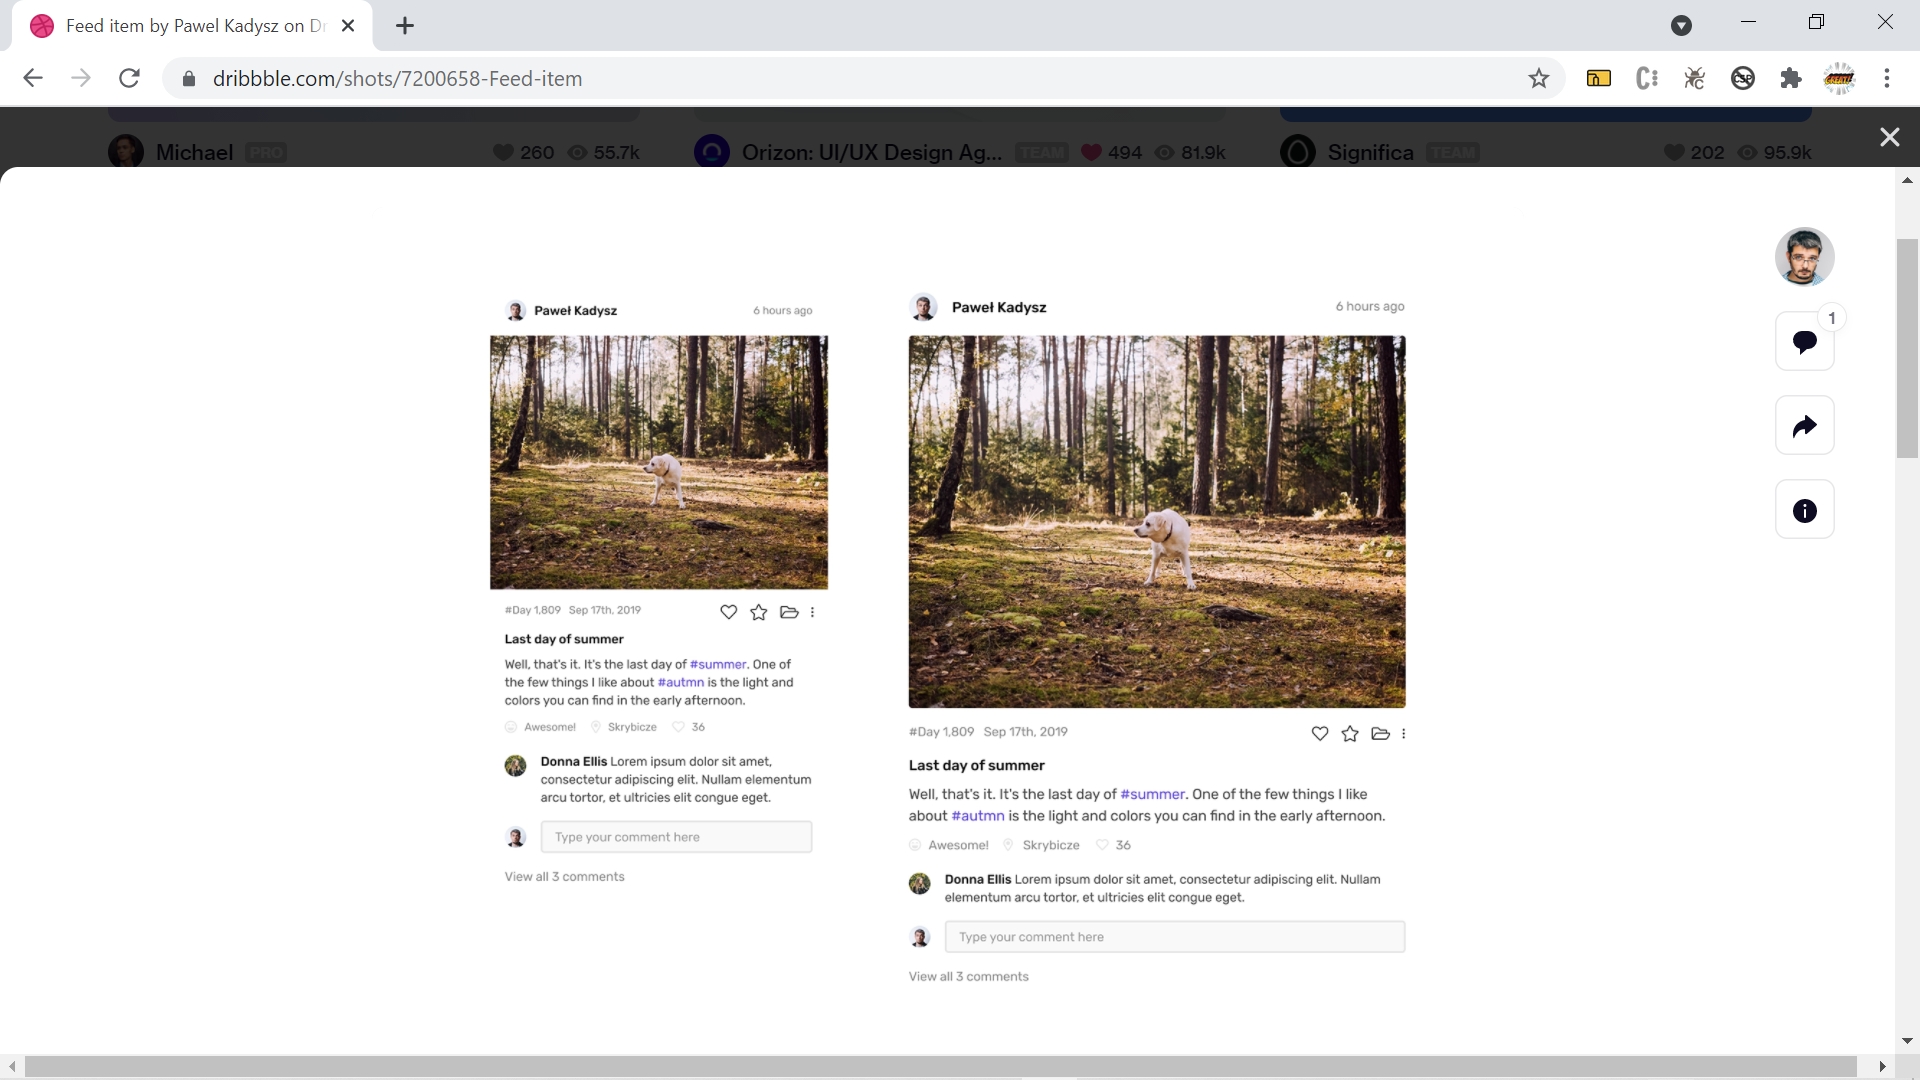 Feed item by Pawel Kadysz on Dr
dribbble.com/shots/7200658-Feed-item
Michael PRO 260 55.7k
Orizon: UI/UX Design Ag... TEAM 494 81.9k
Significa TEAM 202 95.9k
1
Paweł Kadysz 6 hours ago
#Day 1,809 Sep 17th, 2019
Last day of summer
Well, that's it. It's the last day of #summer. One of
the few things I like about #autmn is the light and
colors you can find in the early afternoon.
Awesome! Skrybicze 36
Donna Ellis Lorem ipsum dolor sit amet,
consectetur adipiscing elit. Nullam elementum
arcu tortor, et ultricies elit congue eget.
Type your comment here
View all 3 comments
Paweł Kadysz 6 hours ago
#Day 1,809 Sep 17th, 2019
Last day of summer
Well, that's it. It's the last day of #summer. One of the few things I like
about #autmn is the light and colors you can find in the early afternoon.
Awesome! Skrybicze 36
Donna Ellis Lorem ipsum dolor sit amet, consectetur adipiscing elit. Nullam
elementum arcu tortor, et ultricies elit congue eget.
Type your comment here
View all 3 comments